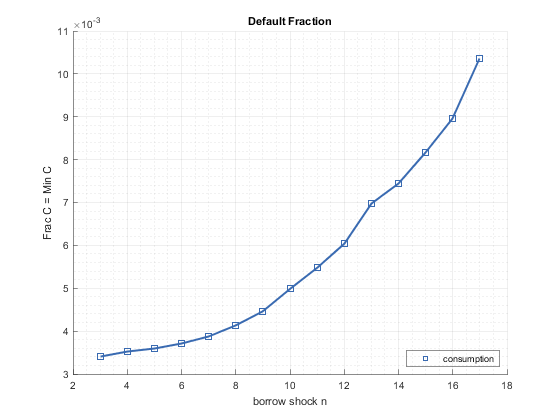 Default Fraction
×10⁻³
11
10
9
8
7
6
5
4
3
Frac C = Min C
2 4 6 8 10 12 14 16 18
borrow shock n
consumption